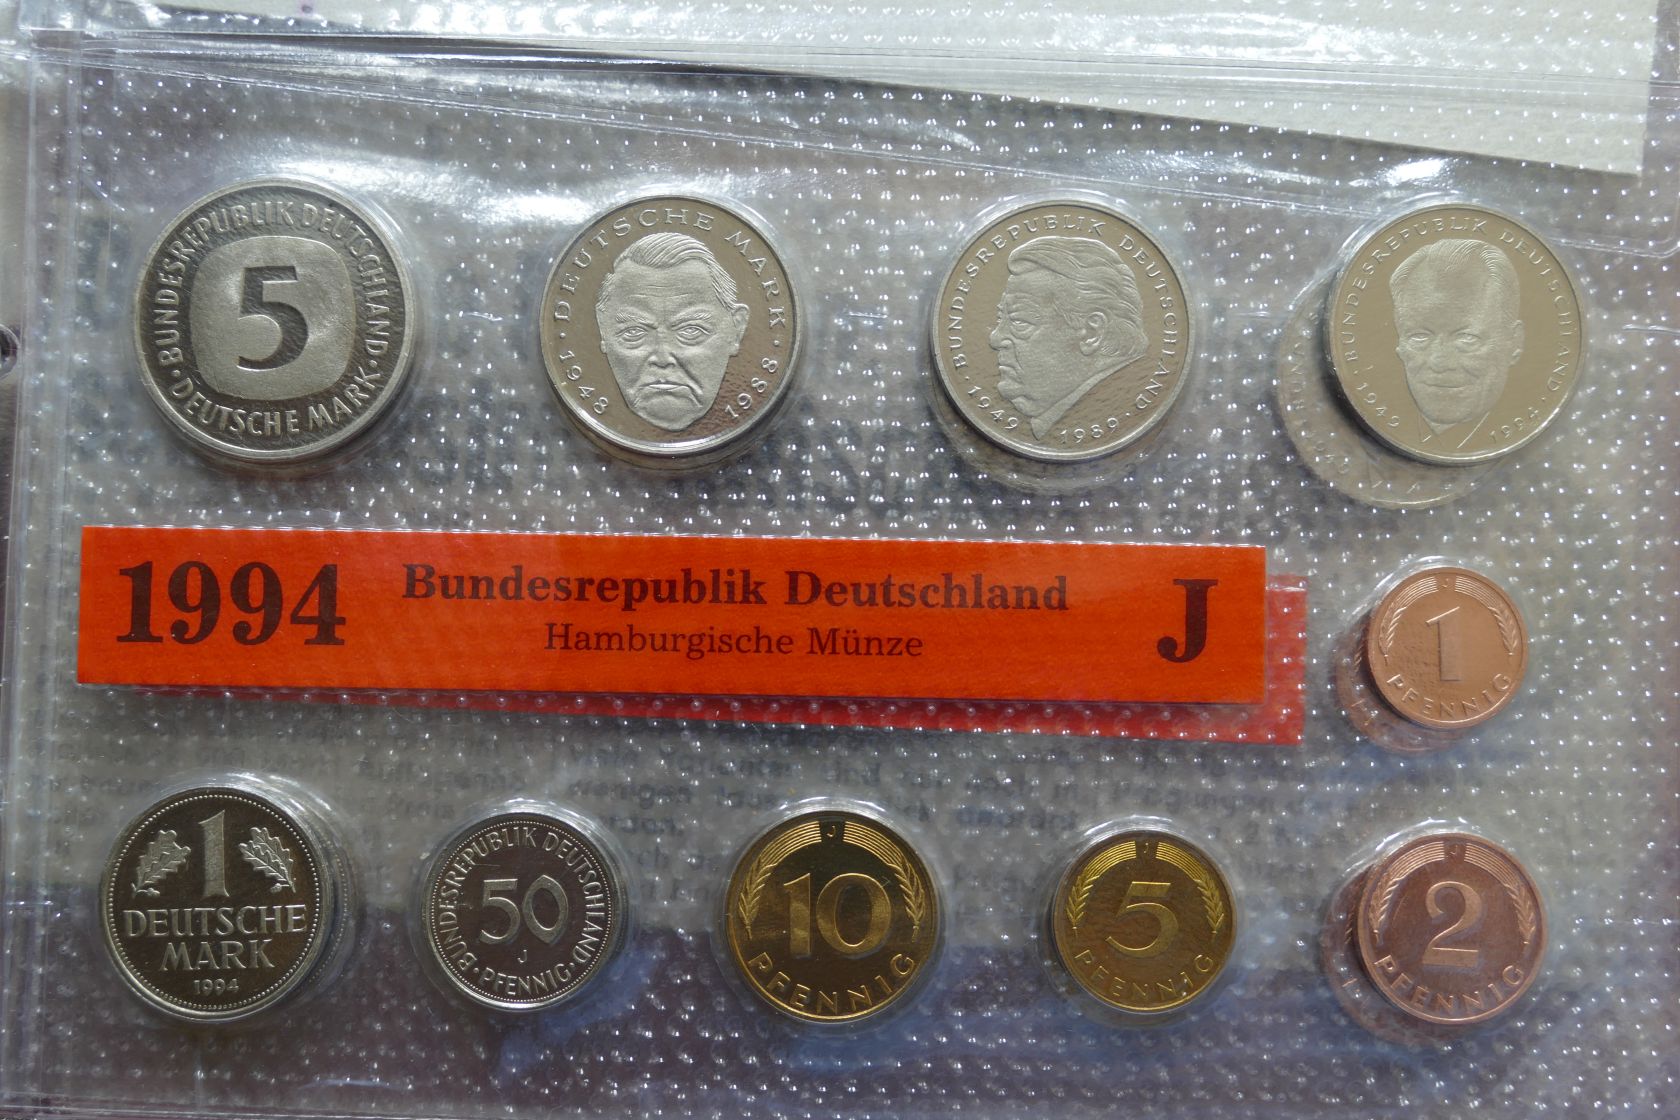 BUNDESREPUBLIK DEUTSCHLAND
5
DEUTSCHE MARK
DEUTSCHE MARK
1948 1988
BUNDESREPUBLIK DEUTSCHLAND
1949 1989
BUNDESREPUBLIK DEUTSCHLAND
1949 1994
1994 Bundesrepublik Deutschland J
Hamburgische Münze
J
1
PFENNIG
1
DEUTSCHE
MARK
1994
BUNDESREPUBLIK DEUTSCHLAND
50
J
PFENNIG
J
10
PFENNIG
J
5
PFENNIG
J
2
PFENNIG